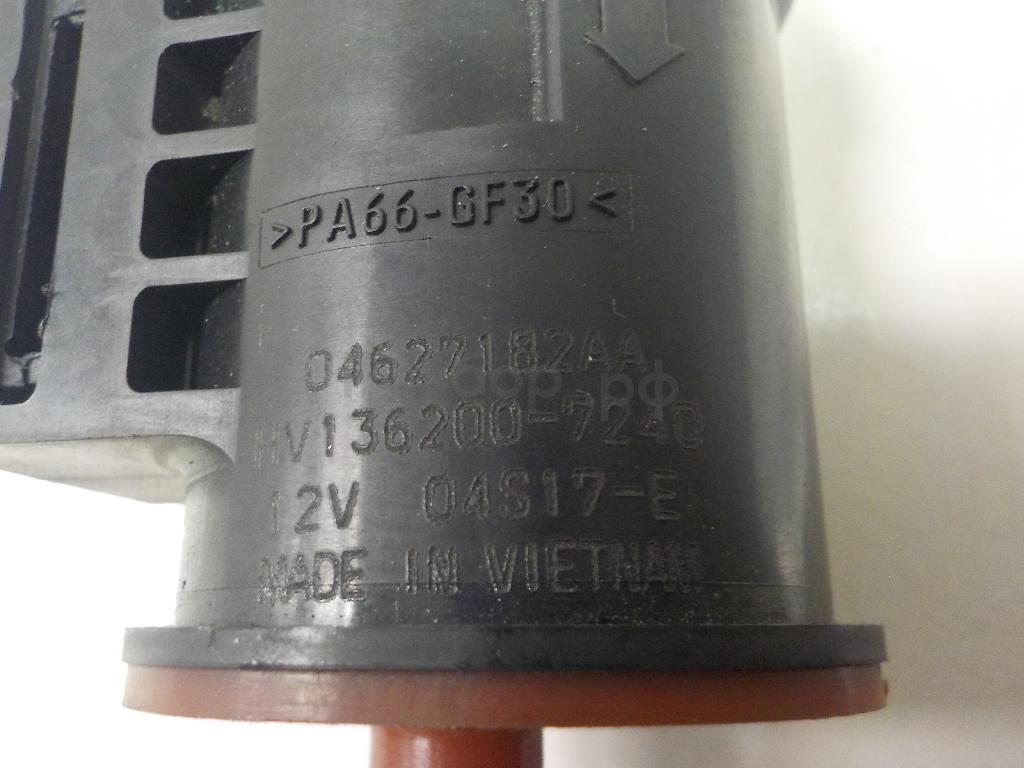 >PA66-GF30<
04627182AA
HV136200-7240
12V 04S17-E
MADE IN VIETNAM